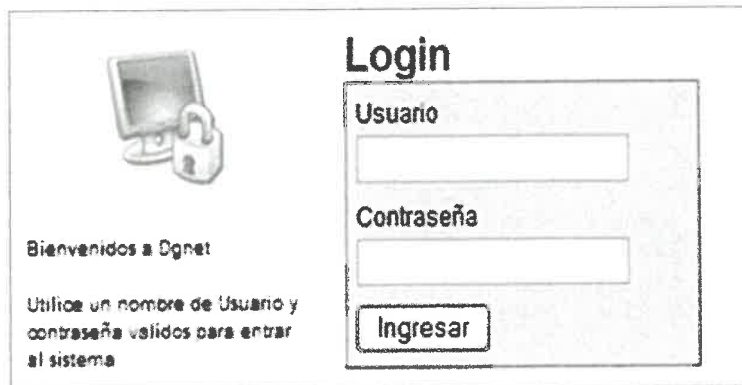 Login
Usuario
Contraseña
Ingresar
Bienvenidos a Dgnet
Utilice un nombre de Usuario y
contraseña validos para entrar
al sistema